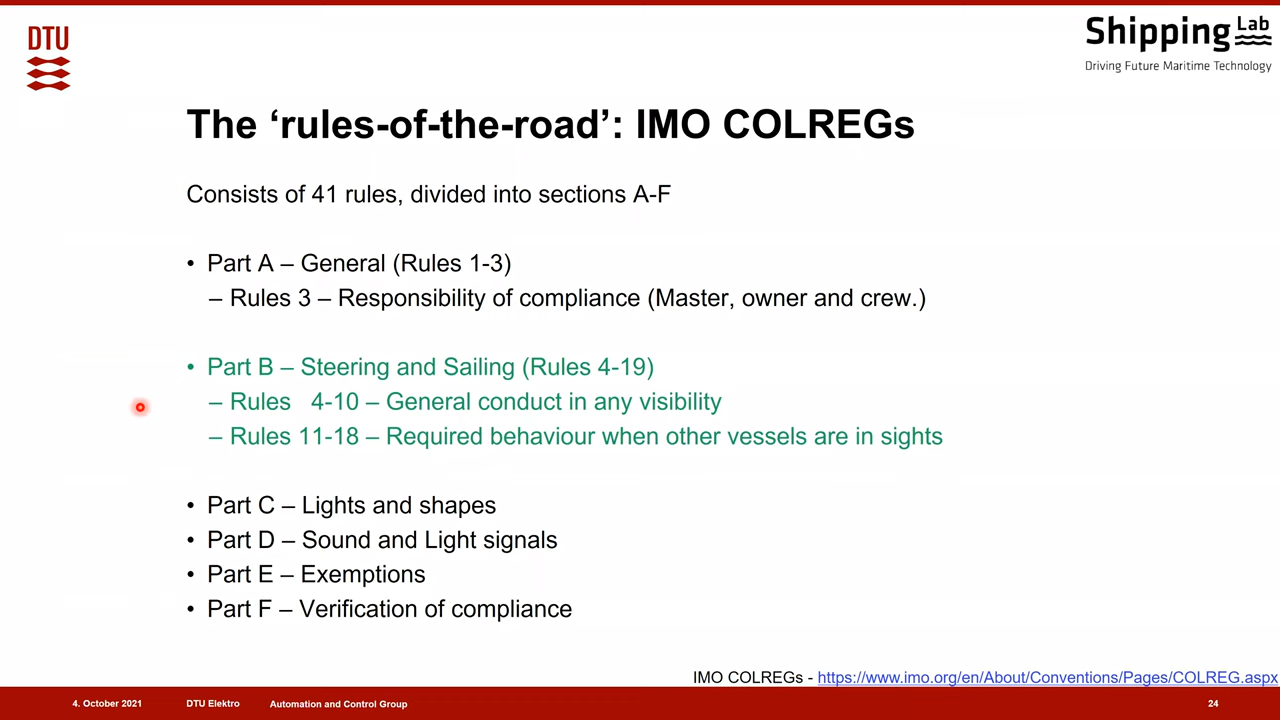 DTU
Shipping Lab
Driving Future Maritime Technology
The ‘rules-of-the-road’: IMO COLREGs
Consists of 41 rules, divided into sections A-F
• Part A – General (Rules 1-3)
– Rules 3 – Responsibility of compliance (Master, owner and crew.)
• Part B – Steering and Sailing (Rules 4-19)
– Rules 4-10 – General conduct in any visibility
– Rules 11-18 – Required behaviour when other vessels are in sights
• Part C – Lights and shapes
• Part D – Sound and Light signals
• Part E – Exemptions
• Part F – Verification of compliance
IMO COLREGs - https://www.imo.org/en/About/Conventions/Pages/COLREG.aspx
4. October 2021 DTU Elektro Automation and Control Group 24